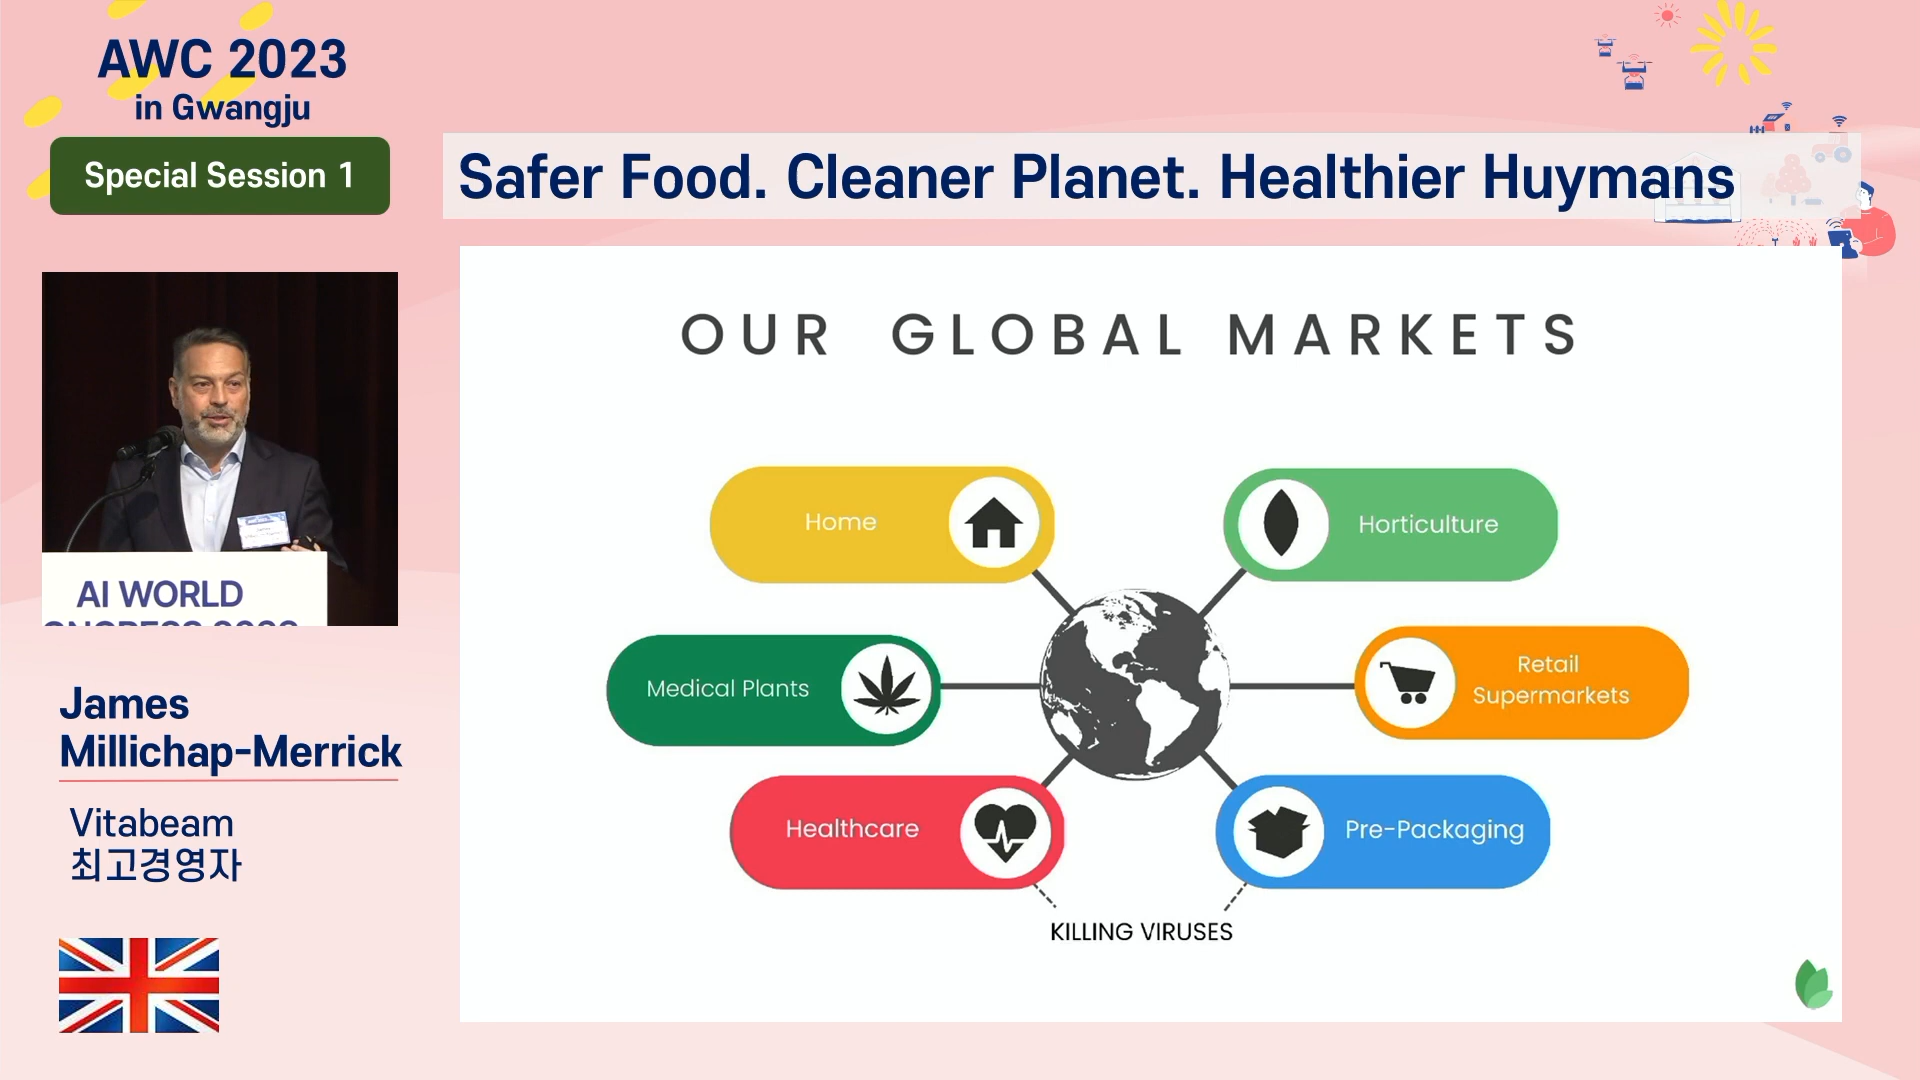 AWC 2023
in Gwangju
Special Session 1
Safer Food. Cleaner Planet. Healthier Huymans
OUR GLOBAL MARKETS
Home
Horticulture
Medical Plants
Retail
Supermarkets
Healthcare
Pre-Packaging
KILLING VIRUSES
AI WORLD
James
Millichap-Merrick
Vitabeam
최고경영자